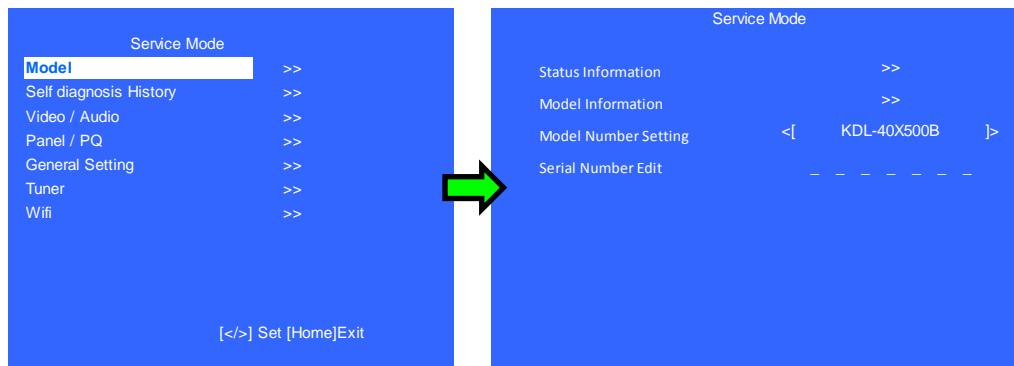 Service Mode
Model >>
Self diagnosis History >>
Video / Audio >>
Panel / PQ >>
General Setting >>
Tuner >>
Wifi >>
[</>] Set [Home]Exit
Service Mode
Status Information >>
Model Information >>
Model Number Setting <[ KDL-40X500B ]>
Serial Number Edit _ _ _ _ _ _ _